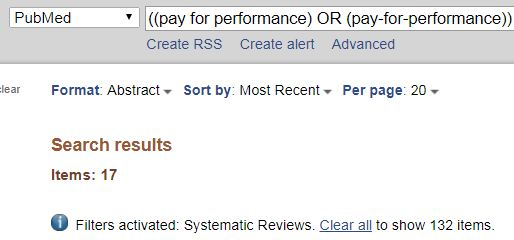 PubMed ((pay for performance) OR (pay-for-performance))
Create RSS Create alert Advanced
clear Format: Abstract Sort by: Most Recent Per page: 20
Search results
Items: 17
Filters activated: Systematic Reviews. Clear all to show 132 items.